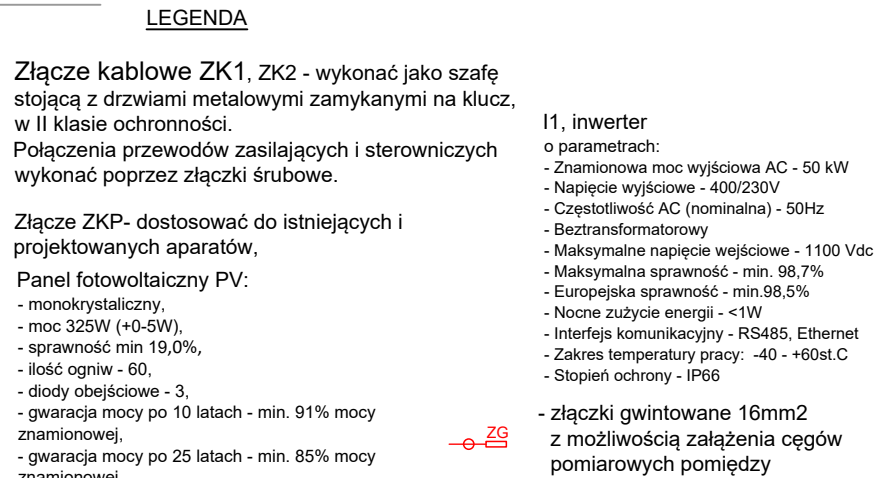 LEGENDA
Złącze kablowe ZK1, ZK2 - wykonać jako szafę
stojącą z drzwiami metalowymi zamykanymi na klucz,
w II klasie ochronności.
Połączenia przewodów zasilających i sterowniczych
wykonać poprzez złączki śrubowe.
Złącze ZKP- dostosować do istniejących i
projektowanych aparatów,
Panel fotowoltaiczny PV:
- monokrystaliczny,
- moc 325W (+0-5W),
- sprawność min 19,0%,
- ilość ogniw - 60,
- diody obejściowe - 3,
- gwaracja mocy po 10 latach - min. 91% mocy
znamionowej,
- gwaracja mocy po 25 latach - min. 85% mocy
znamionowej
I1, inwerter
o parametrach:
- Znamionowa moc wyjściowa AC - 50 kW
- Napięcie wyjściowe - 400/230V
- Częstotliwość AC (nominalna) - 50Hz
- Beztransformatorowy
- Maksymalne napięcie wejściowe - 1100 Vdc
- Maksymalna sprawność - min. 98,7%
- Europejska sprawność - min.98,5%
- Nocne zużycie energii - <1W
- Interfejs komunikacyjny - RS485, Ethernet
- Zakres temperatury pracy: -40 - +60st.C
- Stopień ochrony - IP66
ZG
- złączki gwintowane 16mm2
z możliwością załążenia cęgów
pomiarowych pomiędzy